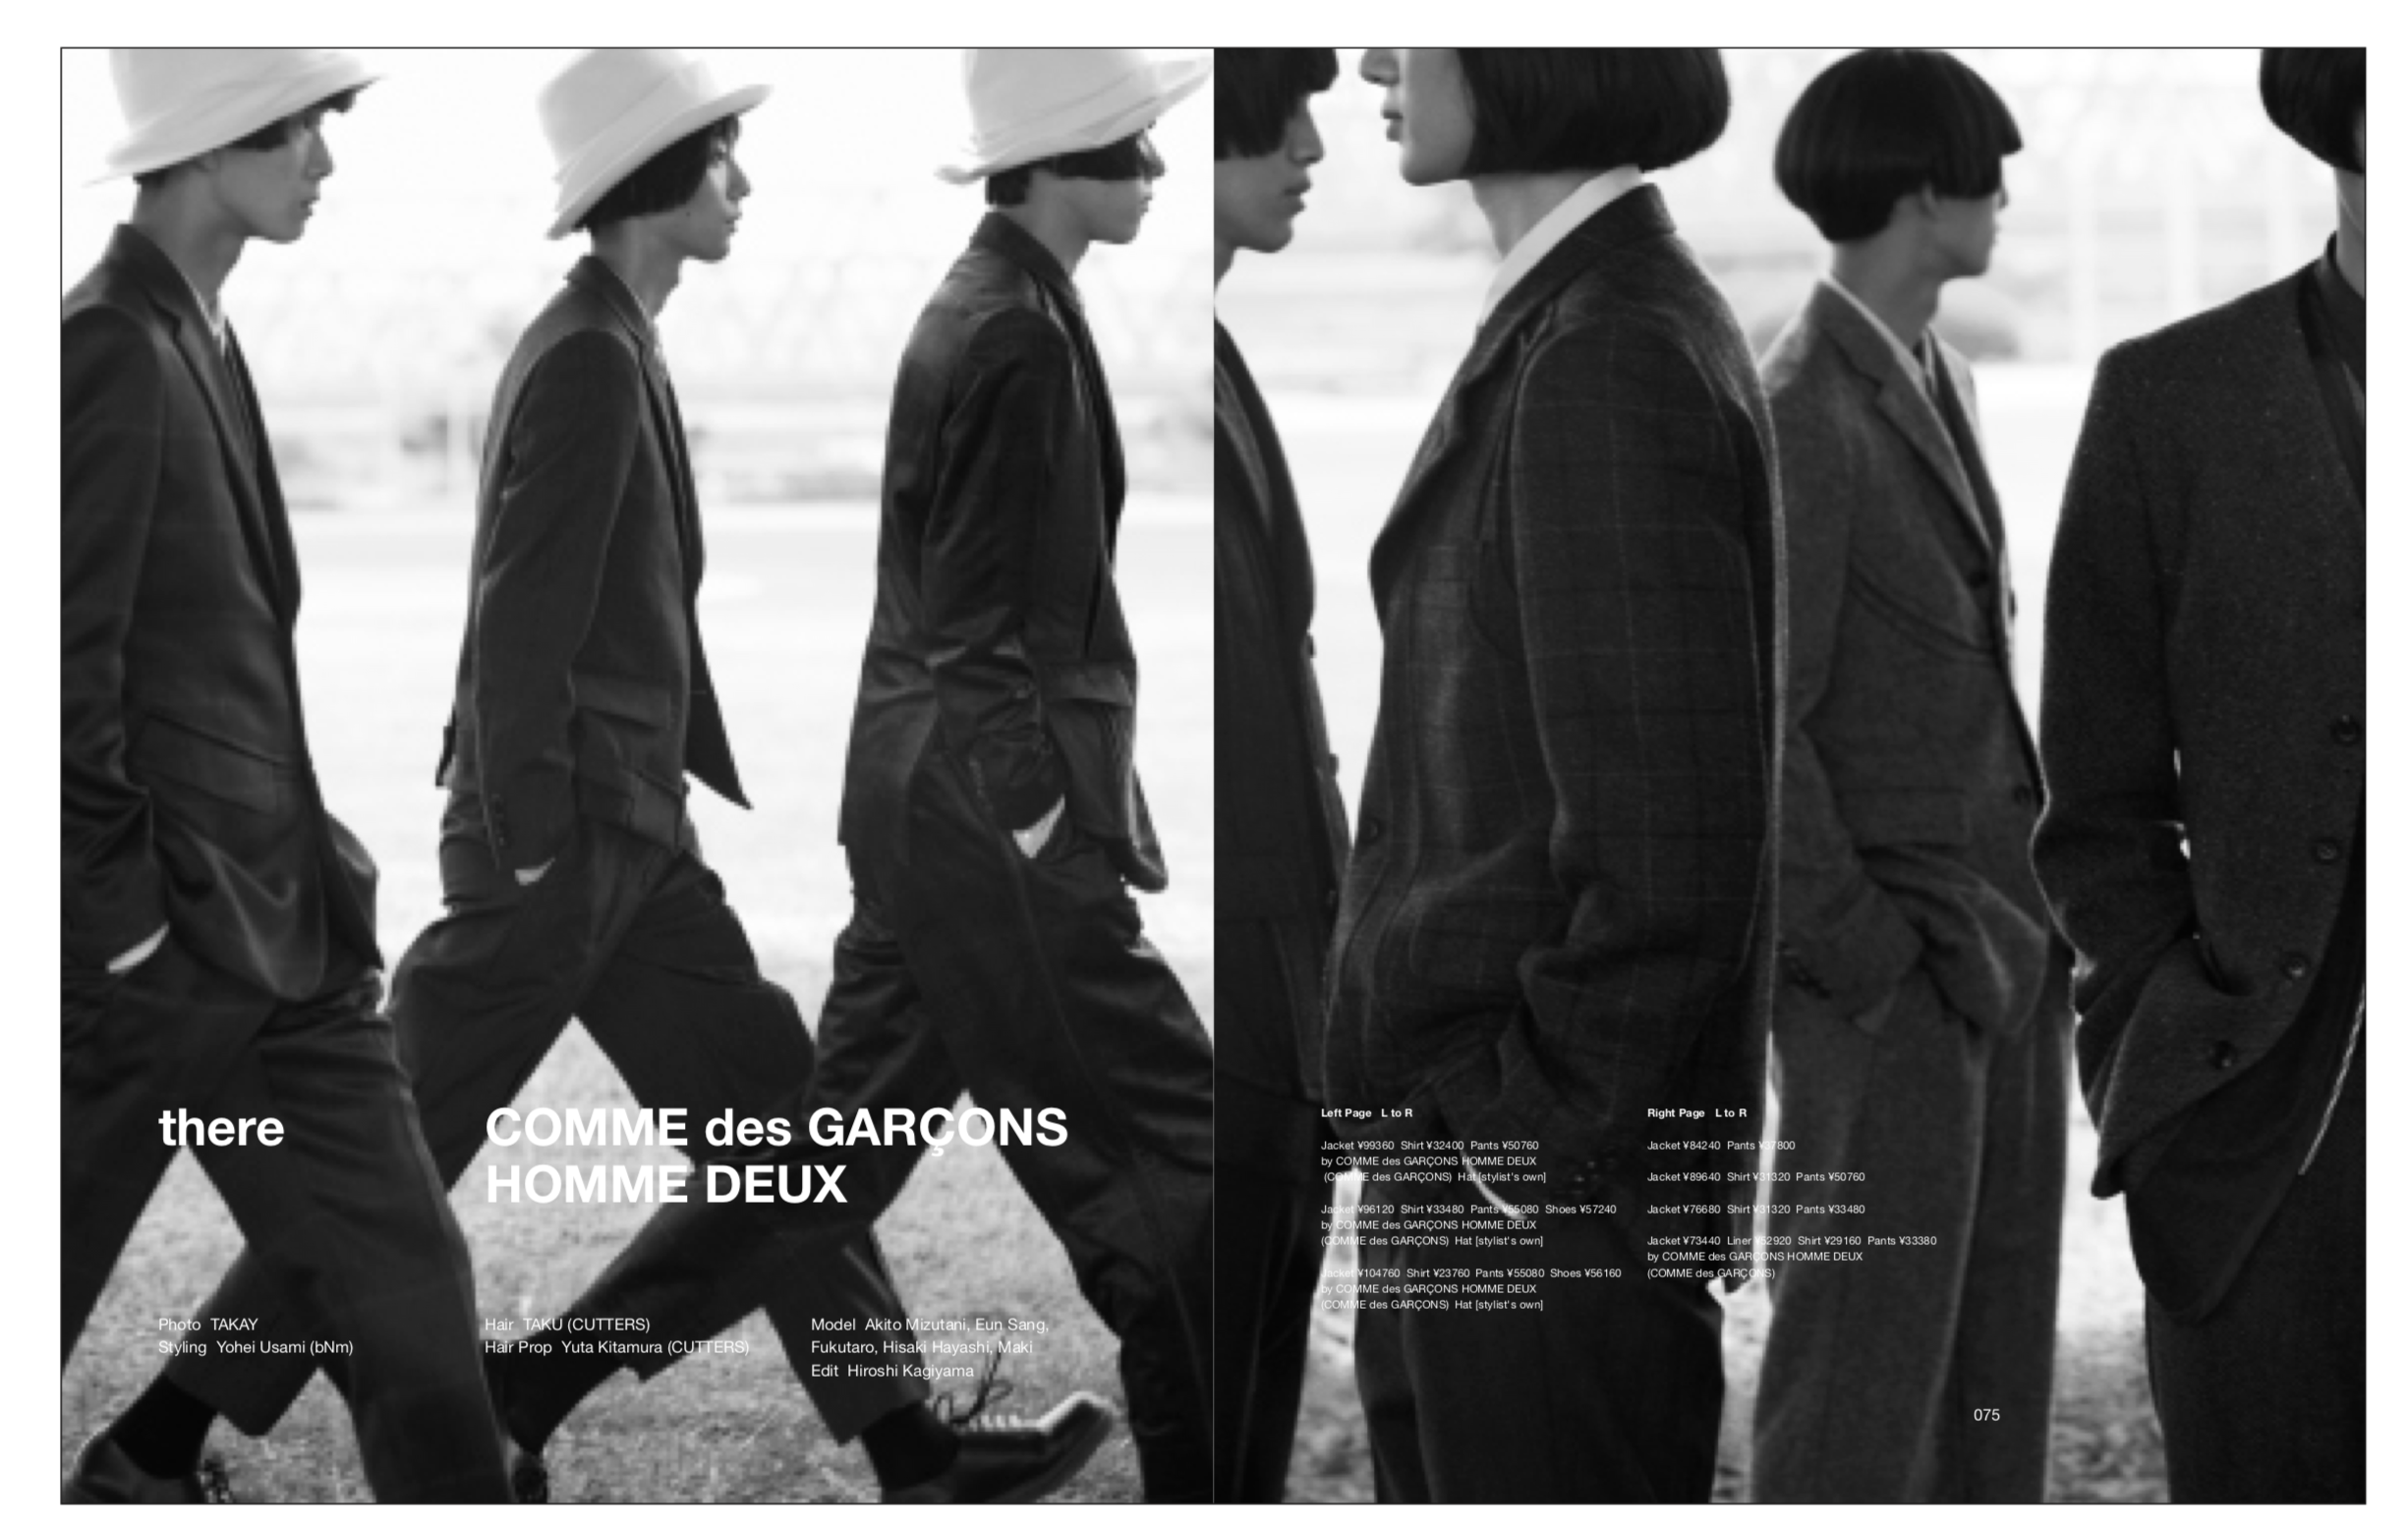 there
COMME des GARÇONS
HOMME DEUX
Photo TAKAY
Styling Yohei Usami (bNm)
Hair TAKU (CUTTERS)
Hair Prop Yuta Kitamura (CUTTERS)
Model Akito Mizutani, Eun Sang,
Fukutaro, Hisaki Hayashi, Maki
Edit Hiroshi Kagiyama
Left Page L to R
Jacket ¥99360 Shirt ¥32400 Pants ¥50760
by COMME des GARÇONS HOMME DEUX
(COMME des GARÇONS) Hat [stylist's own]
Jacket ¥96120 Shirt ¥33480 Pants ¥55080 Shoes ¥57240
by COMME des GARÇONS HOMME DEUX
(COMME des GARÇONS) Hat [stylist's own]
Jacket ¥104760 Shirt ¥23760 Pants ¥55080 Shoes ¥56160
by COMME des GARÇONS HOMME DEUX
(COMME des GARÇONS) Hat [stylist's own]
Right Page L to R
Jacket ¥84240 Pants ¥37800
Jacket ¥89640 Shirt ¥31320 Pants ¥50760
Jacket ¥76680 Shirt ¥31320 Pants ¥33480
Jacket ¥73440 Liner ¥52920 Shirt ¥29160 Pants ¥33380
by COMME des GARÇONS HOMME DEUX
(COMME des GARÇONS)
075